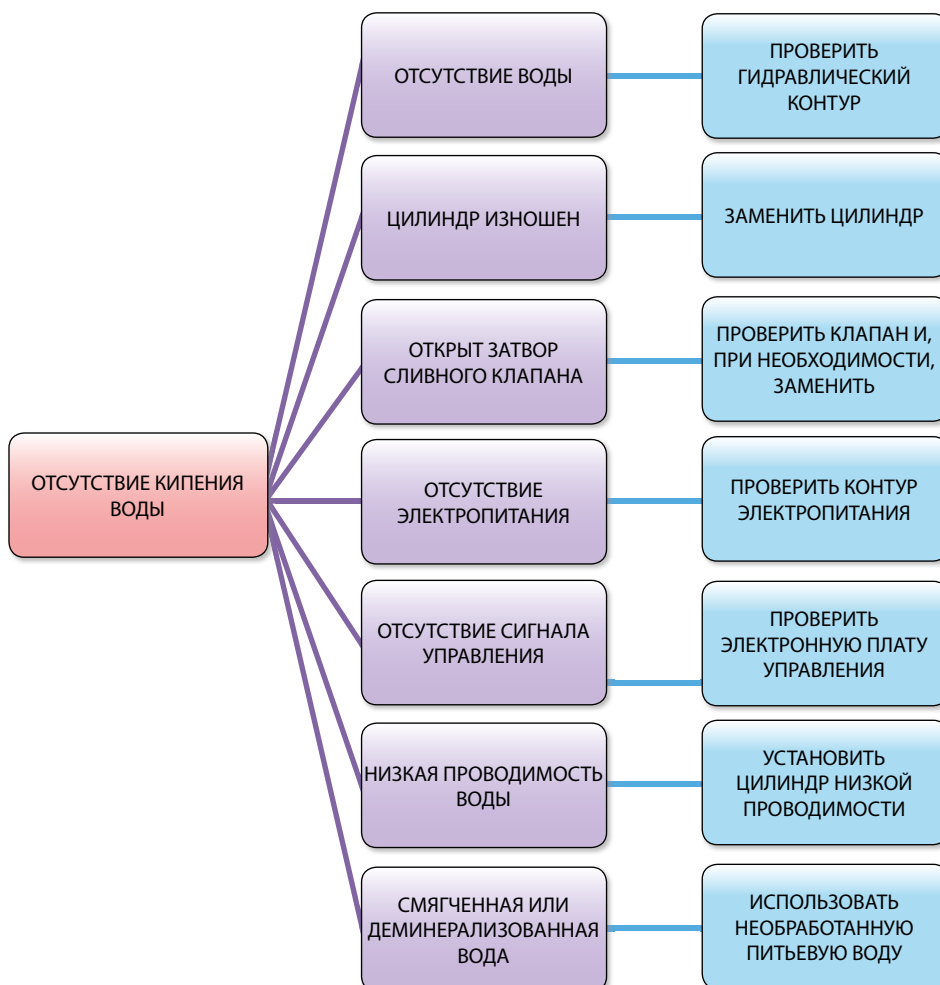 ОТСУТСТВИЕ КИПЕНИЯ
ВОДЫ
ОТСУТСТВИЕ ВОДЫ
ПРОВЕРИТЬ
ГИДРАВЛИЧЕСКИЙ
КОНТУР
ЦИЛИНДР ИЗНОШЕН
ЗАМЕНИТЬ ЦИЛИНДР
ОТКРЫТ ЗАТВОР
СЛИВНОГО КЛАПАНА
ПРОВЕРИТЬ КЛАПАН И,
ПРИ НЕОБХОДИМОСТИ,
ЗАМЕНИТЬ
ОТСУТСТВИЕ
ЭЛЕКТРОПИТАНИЯ
ПРОВЕРИТЬ КОНТУР
ЭЛЕКТРОПИТАНИЯ
ОТСУТСТВИЕ СИГНАЛА
УПРАВЛЕНИЯ
ПРОВЕРИТЬ
ЭЛЕКТРОННУЮ ПЛАТУ
УПРАВЛЕНИЯ
НИЗКАЯ ПРОВОДИМОСТЬ
ВОДЫ
УСТАНОВИТЬ
ЦИЛИНДР НИЗКОЙ
ПРОВОДИМОСТИ
СМЯГЧЕННАЯ ИЛИ
ДЕМИНЕРАЛИЗОВАННАЯ
ВОДА
ИСПОЛЬЗОВАТЬ
НЕОБРАБОТАННУЮ
ПИТЬЕВУЮ ВОДУ